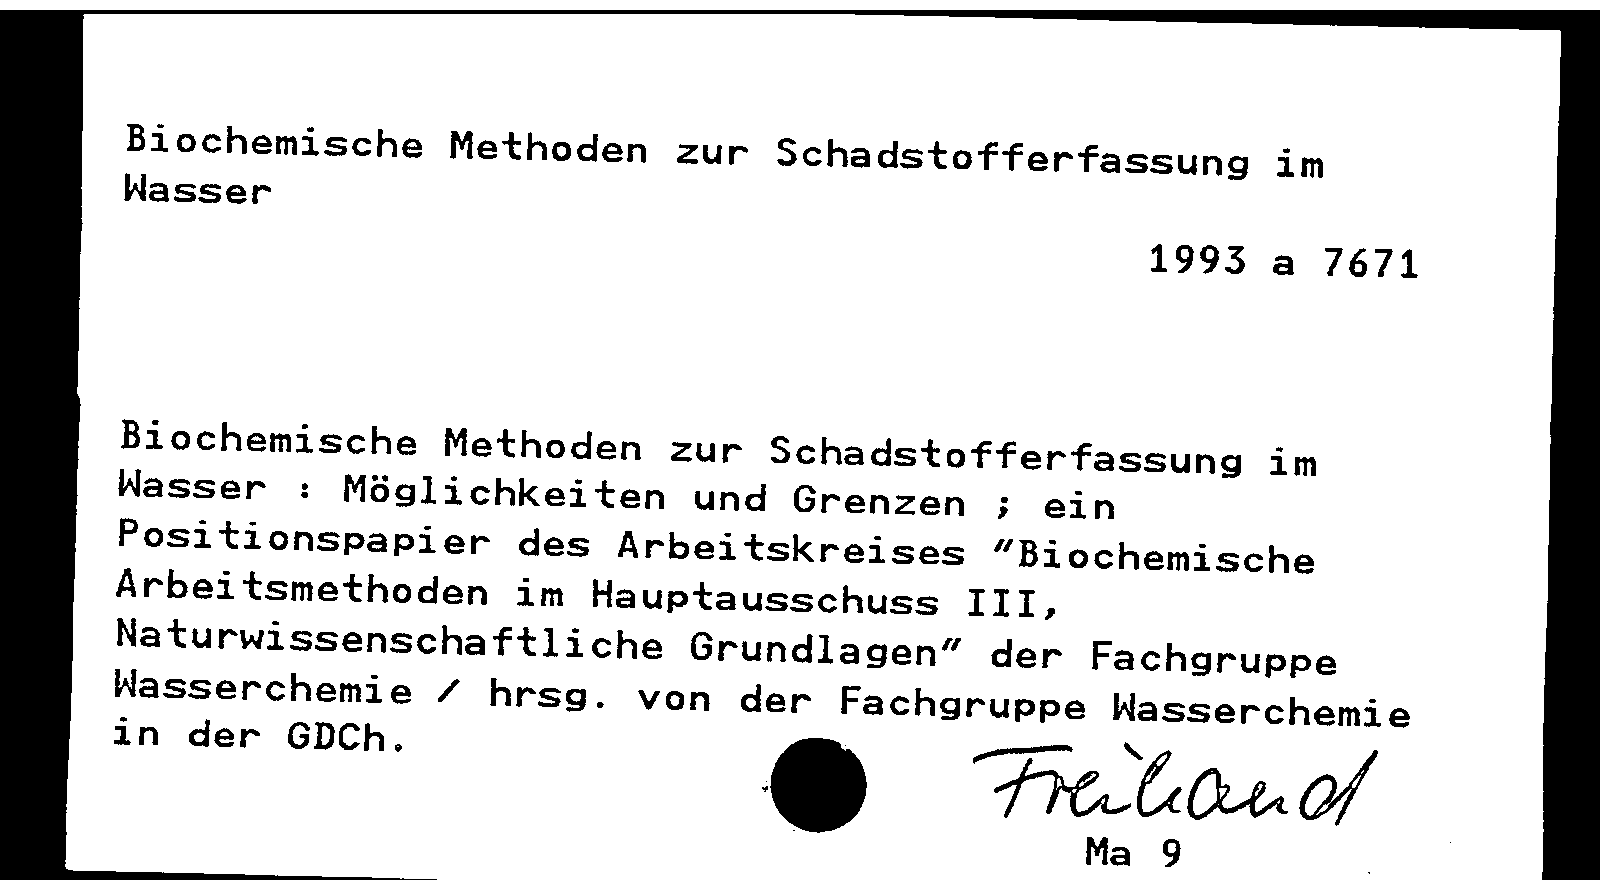 Biochemische Methoden zur Schadstofferfassung im
Wasser
1993 a 7671
Biochemische Methoden zur Schadstofferfassung im
Wasser : Möglichkeiten und Grenzen ; ein
Positionspapier des Arbeitskreises "Biochemische
Arbeitsmethoden im Hauptausschuss III,
Naturwissenschaftliche Grundlagen" der Fachgruppe
Wasserchemie / hrsg. von der Fachgruppe Wasserchemie
in der GDCh.
Freihand
Ma 9